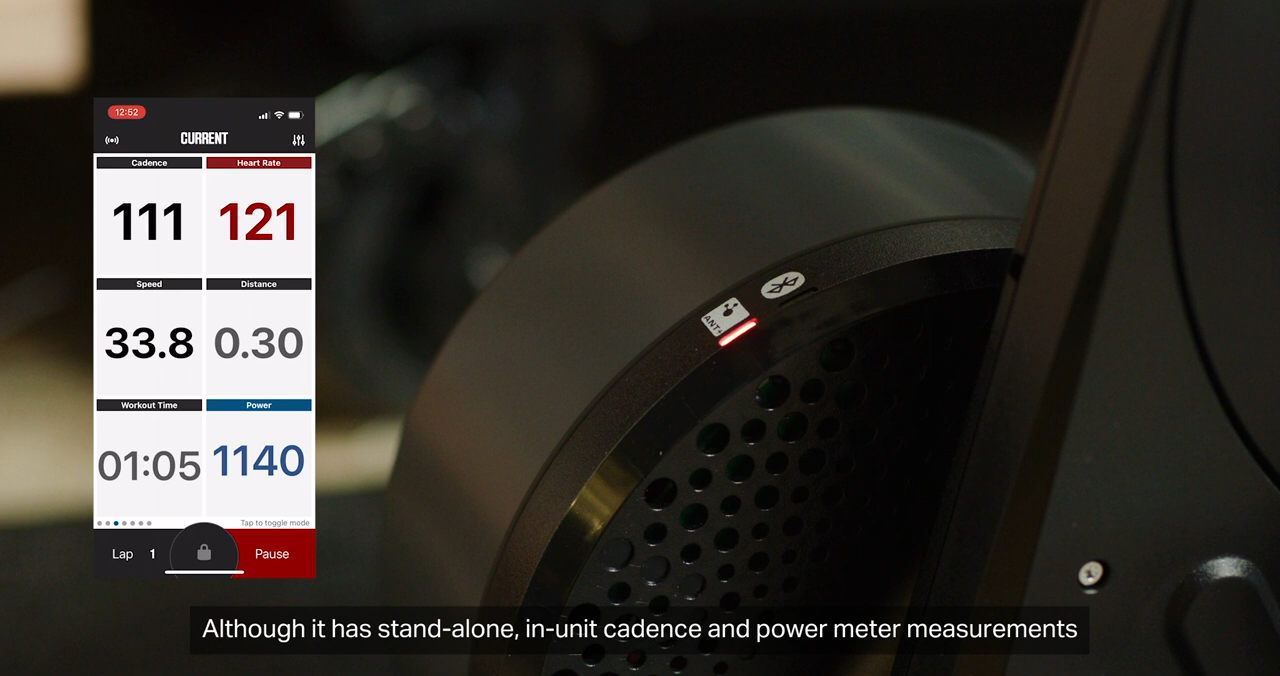 12:52
CURRENT
Cadence
Heart Rate
111
121
Speed
Distance
33.8
0.30
Workout Time
Power
01:05
1140
Tap to toggle mode
Lap 1
Pause
ANT+
Although it has stand-alone, in-unit cadence and power meter measurements